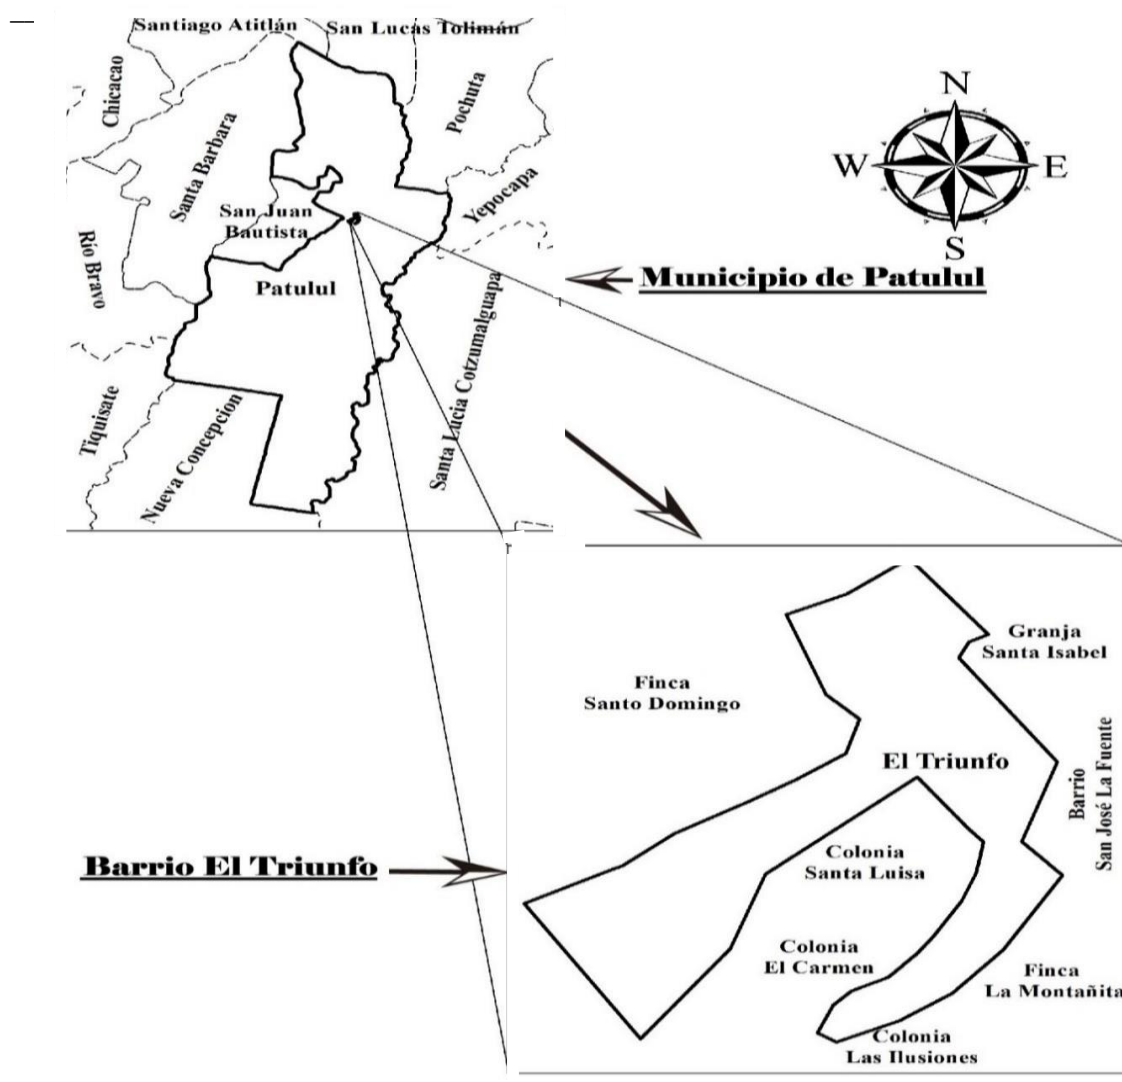 Santiago Atitlán
San Lucas Tolimán
Chicacao
Pochuta
Santa Barbara
Yepocapa
San Juan
Bautista
Río Bravo
Patulul
Tiquisate
Nueva Concepcion
Santa Lucia Cotzumalguapa
N
W
E
S
Municipio de Patulul
Granja
Santa Isabel
Finca
Santo Domingo
El Triunfo
Barrio
San José La Fuente
Colonia
Santa Luisa
Barrio El Triunfo
Colonia
El Carmen
Finca
La Montañita
Colonia
Las Ilusiones